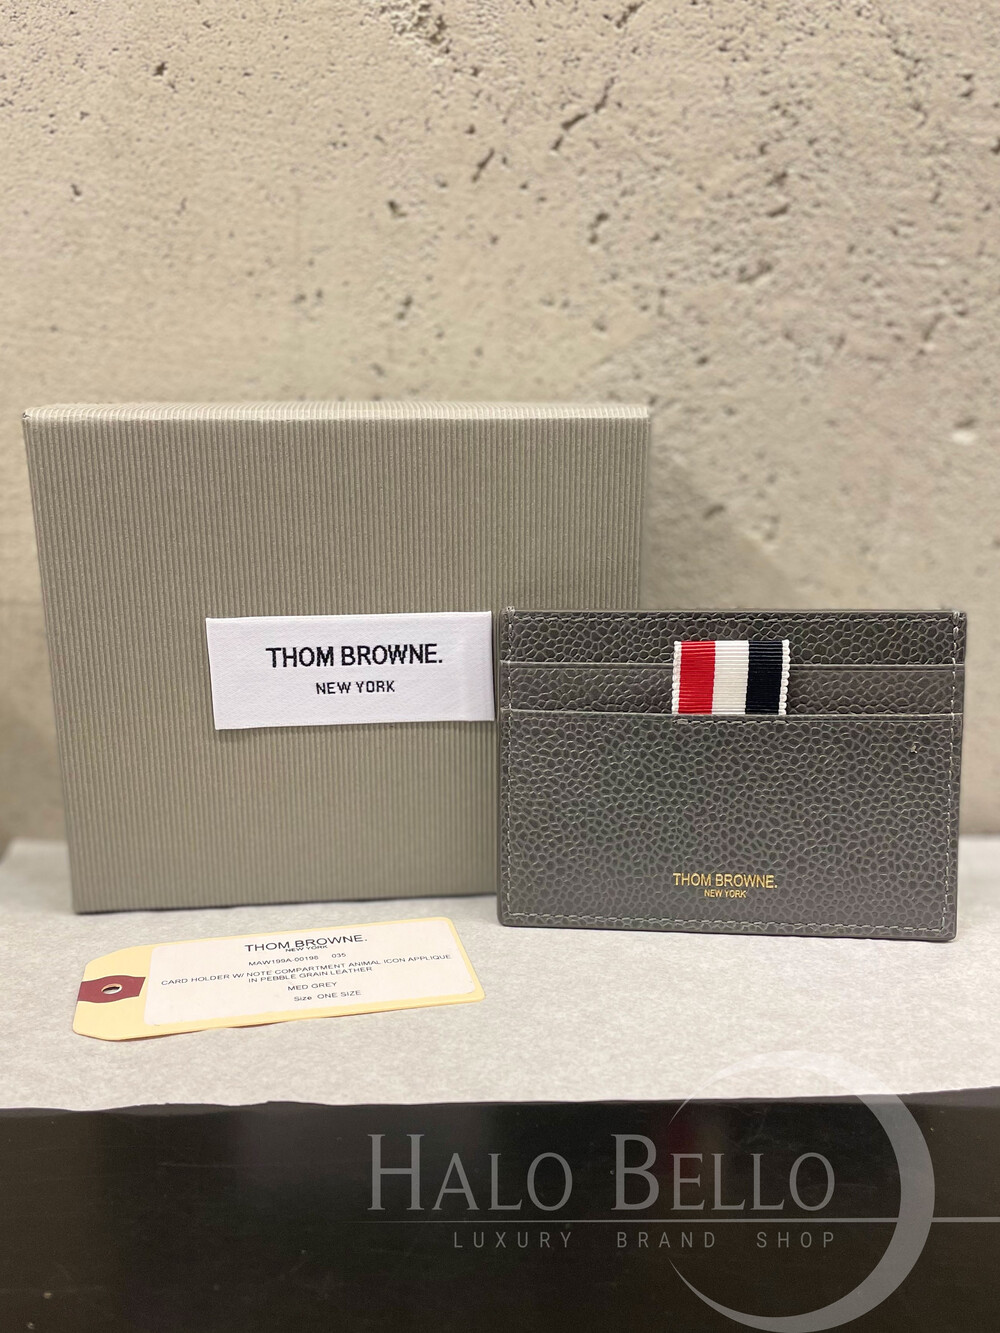 THOM BROWNE.
NEW YORK
THOM BROWNE.
NEW YORK
THOM BROWNE.
NEW YORK
MAW199A-00198 035
CARD HOLDER W/ NOTE COMPARTMENT ANIMAL ICON APPLIQUE
IN PEBBLE GRAIN LEATHER
MED GREY
Size ONE SIZE
HALO BELLO
LUXURY BRAND SHOP